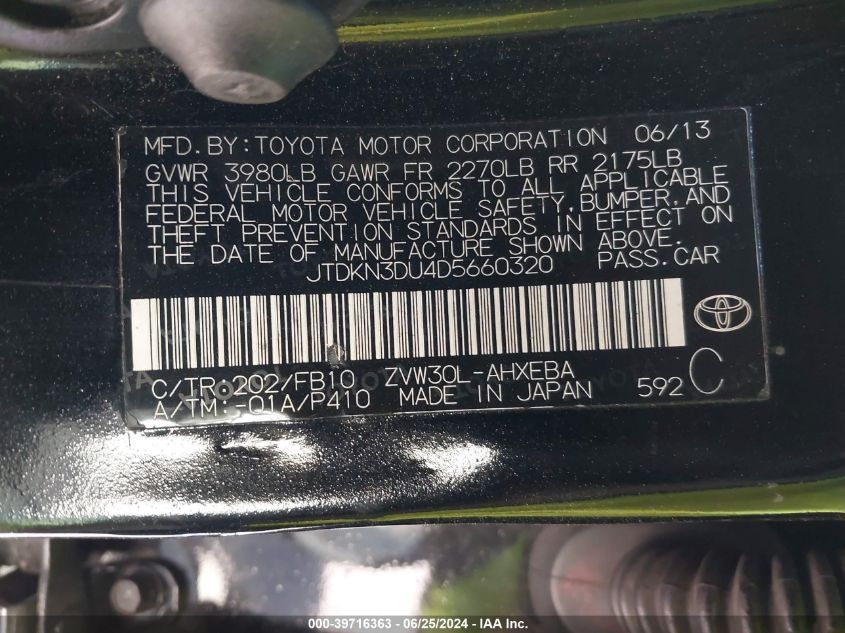 MFD. BY: TOYOTA MOTOR CORPORATION 06/13
GVWR 3980LB GAWR FR 2270LB RR 2175LB
THIS VEHICLE CONFORMS TO ALL APPLICABLE
FEDERAL MOTOR VEHICLE SAFETY, BUMPER, AND
THEFT PREVENTION STANDARDS IN EFFECT ON
THE DATE OF MANUFACTURE SHOWN ABOVE.
JTDKN3DU4D5660320 PASS. CAR
C/TR: 202/FB10 ZVW30L-AHXEBA
A/TM: -01A/P410 MADE IN JAPAN 592 C
000-39716363 - 06/25/2024 - IAA Inc.